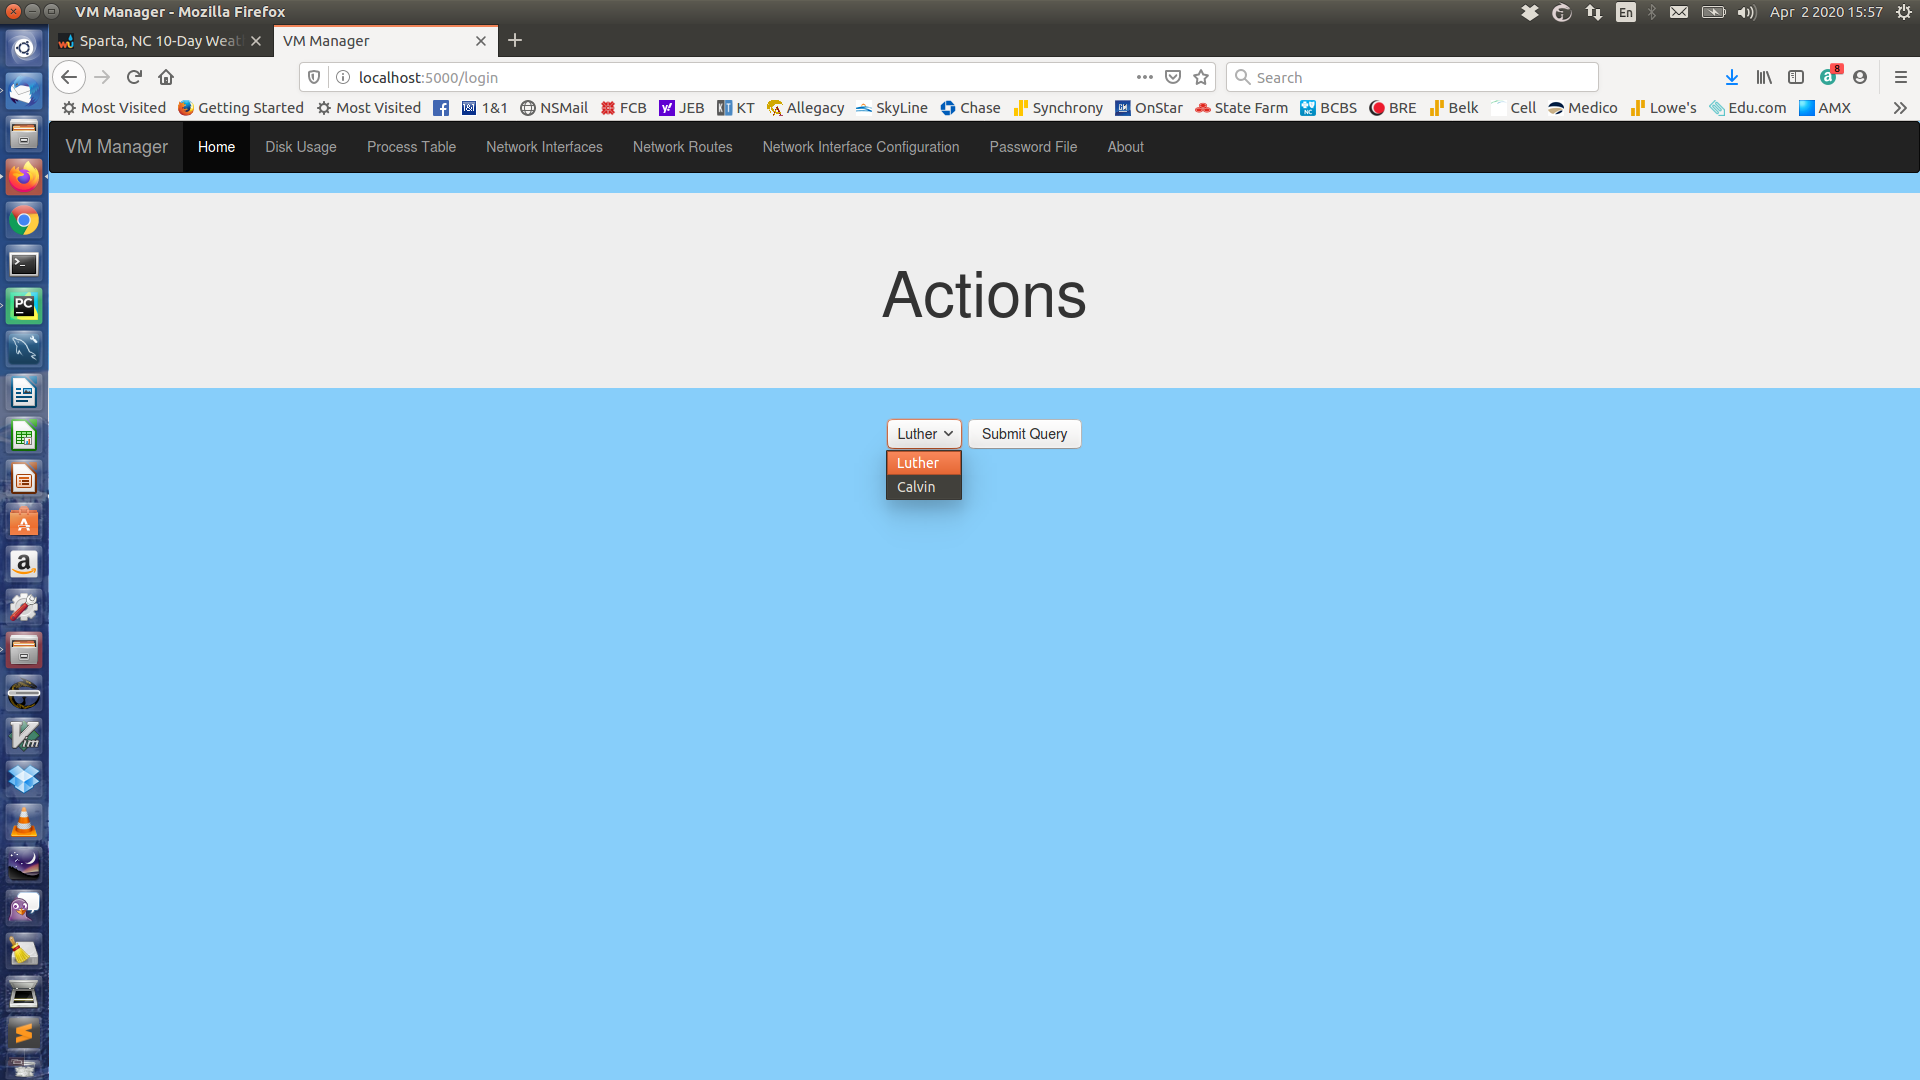 VM Manager - Mozilla Firefox
En
Apr 2 2020 15:57
Sparta, NC 10-Day Weat
VM Manager
localhost:5000/login
Search
8
Most Visited Getting Started Most Visited 1&1 NSMail FCB JEB KT Allegacy SkyLine Chase Synchrony OnStar State Farm BCBS BRE Belk Cell Medico Lowe's Edu.com AMX
VM Manager Home Disk Usage Process Table Network Interfaces Network Routes Network Interface Configuration Password File About
Actions
Luther Submit Query
Luther
Calvin